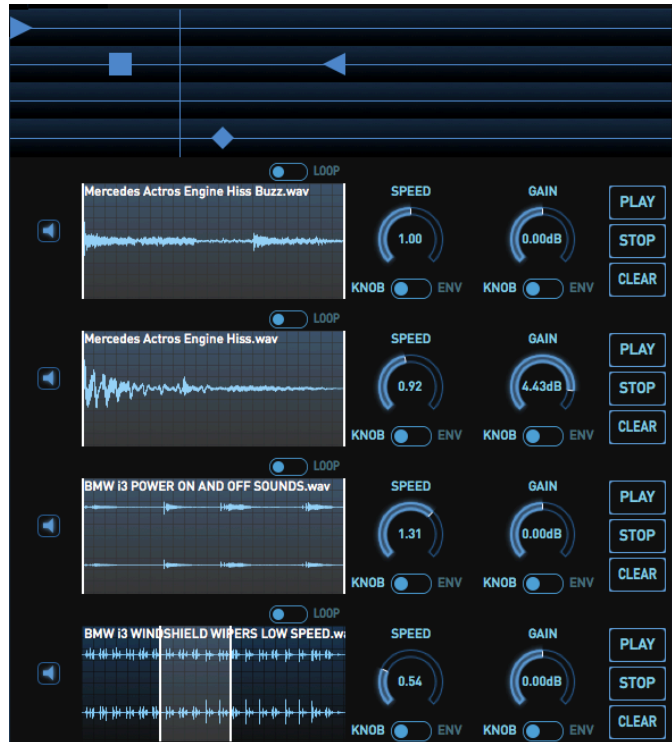 LOOP
Mercedes Actros Engine Hiss Buzz.wav
SPEED
GAIN
PLAY
1.00
0.00dB
STOP
CLEAR
KNOB ENV
KNOB ENV
LOOP
Mercedes Actros Engine Hiss.wav
SPEED
GAIN
PLAY
0.92
4.43dB
STOP
CLEAR
KNOB ENV
KNOB ENV
LOOP
BMW i3 POWER ON AND OFF SOUNDS.wav
SPEED
GAIN
PLAY
1.31
0.00dB
STOP
CLEAR
KNOB ENV
KNOB ENV
LOOP
BMW i3 WINDSHIELD WIPERS LOW SPEED.wa
SPEED
GAIN
PLAY
0.54
0.00dB
STOP
CLEAR
KNOB ENV
KNOB ENV